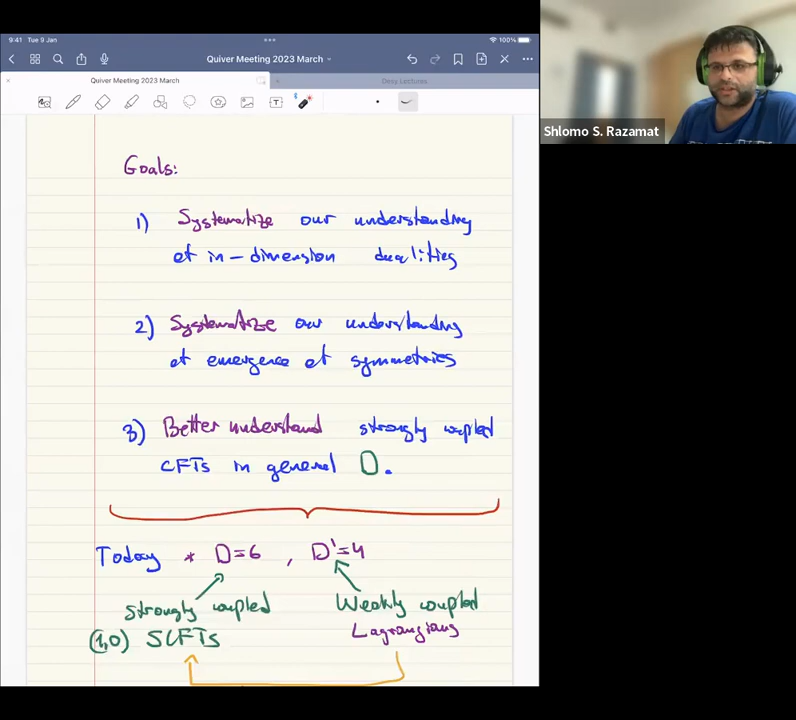 9:41 Tue 9 Jan
100%
Quiver Meeting 2023 March
Quiver Meeting 2023 March
Desy Lectures
Shlomo S. Razamat
Goals:
1) Systematize our understanding
of in-dimension dualities
2) Systematize our understanding
of emergence of symmetries
3) Better understand strongly coupled
CFTs in general D.
Today * D=6 , D'=4
strongly coupled Weakly coupled
(1,0) SCFTs Lagrangians